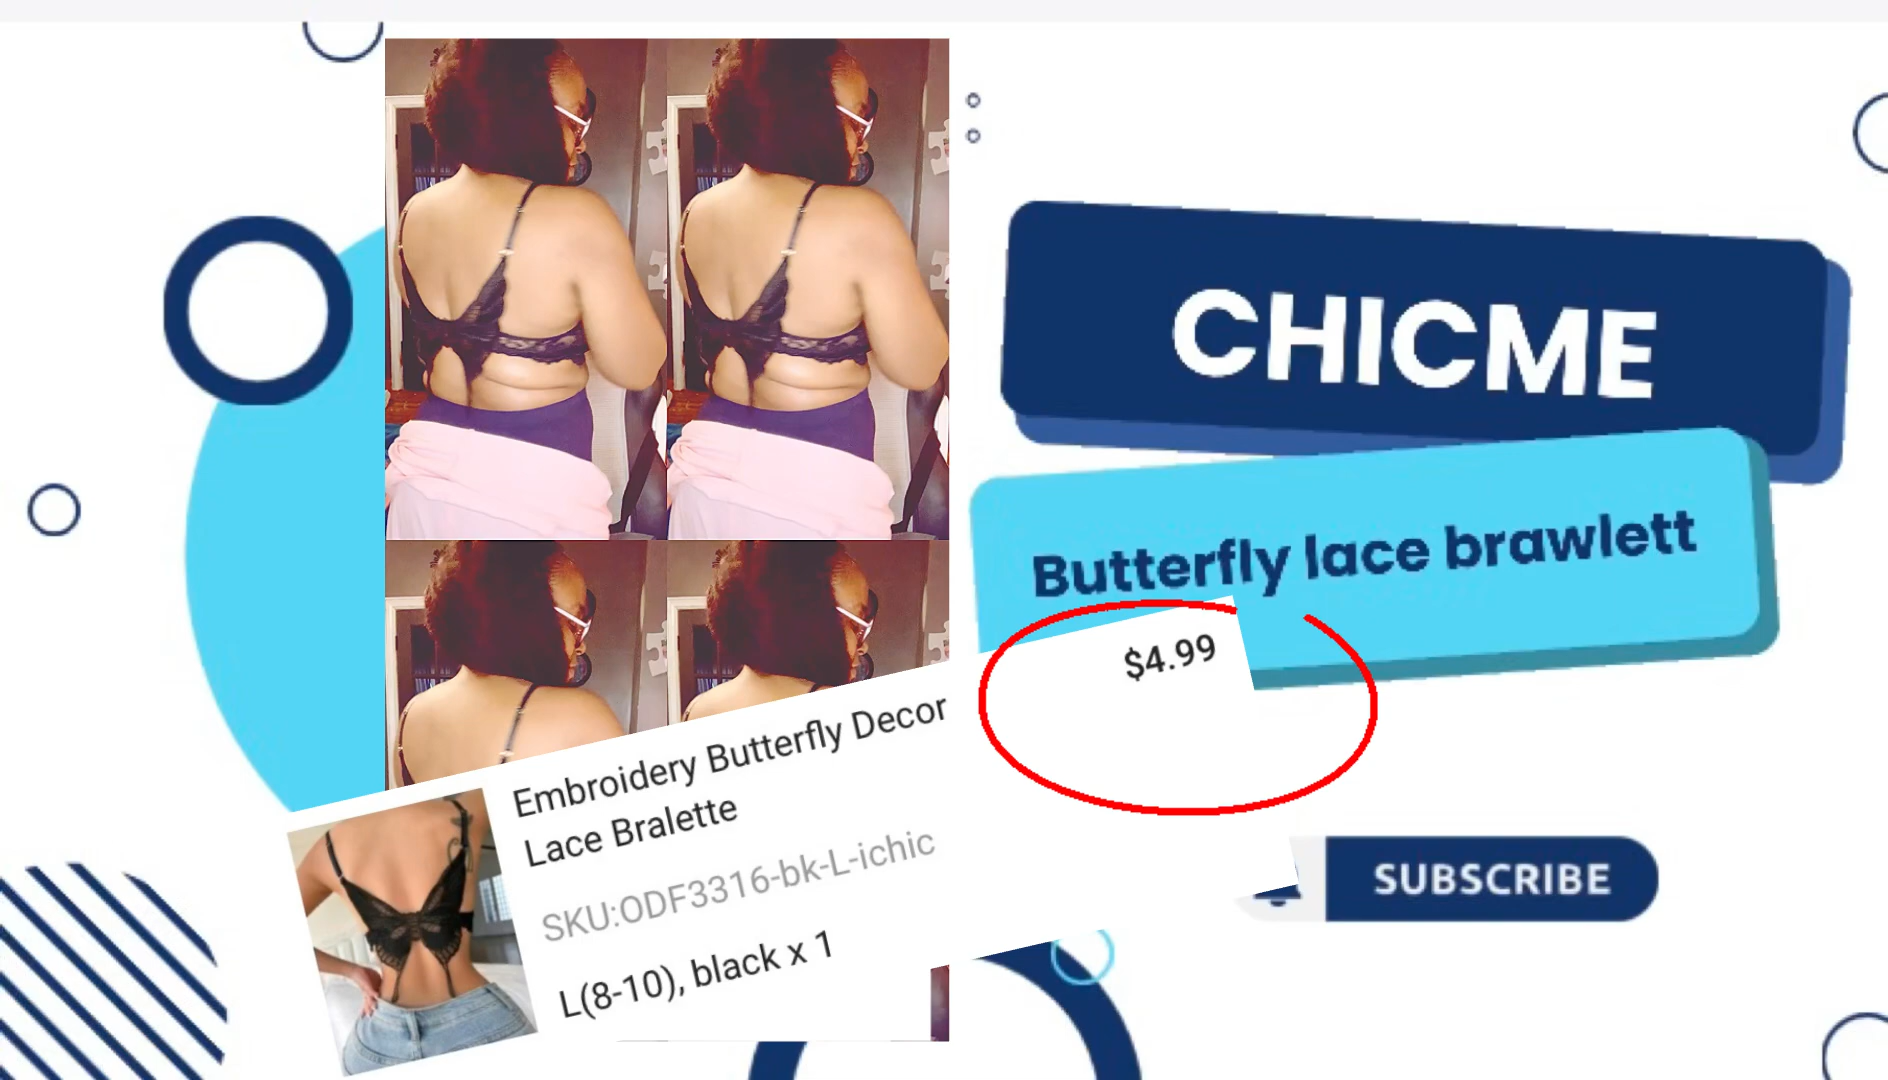 CHICME
Butterfly lace brawlett
$4.99
Embroidery Butterfly Decor
Lace Bralette
SKU:ODF3316-bk-L-ichic
L(8-10), black x 1
SUBSCRIBE